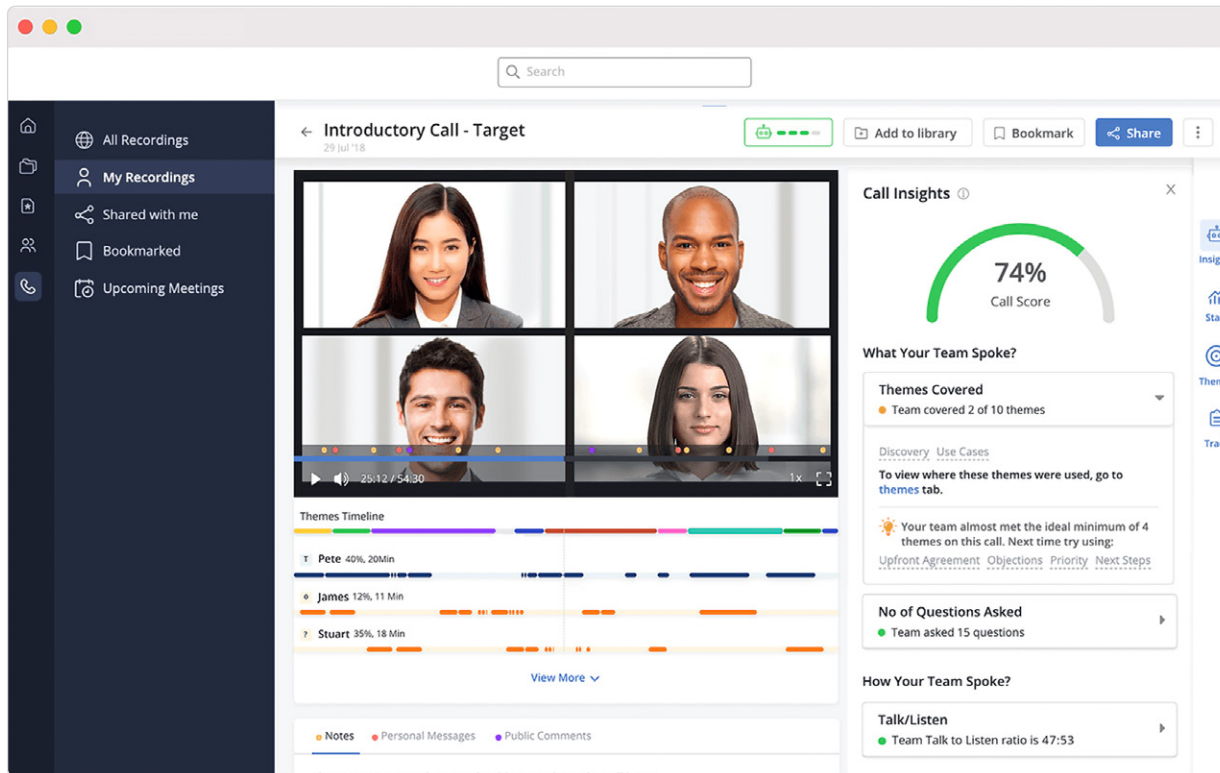 Search
All Recordings
My Recordings
Shared with me
Bookmarked
Upcoming Meetings
Introductory Call - Target
29 Jul '18
Add to library
Bookmark
Share
25:12 / 54:30
1x
Themes Timeline
T Pete 40%, 20Min
James 12%, 11 Min
? Stuart 35%, 18 Min
View More
Notes
Personal Messages
Public Comments
Call Insights
74%
Call Score
What Your Team Spoke?
Themes Covered
Team covered 2 of 10 themes
Discovery Use Cases
To view where these themes were used, go to
themes tab.
Your team almost met the ideal minimum of 4
themes on this call. Next time try using:
Upfront Agreement Objections Priority Next Steps
No of Questions Asked
Team asked 15 questions
How Your Team Spoke?
Talk/Listen
Team Talk to Listen ratio is 47:53